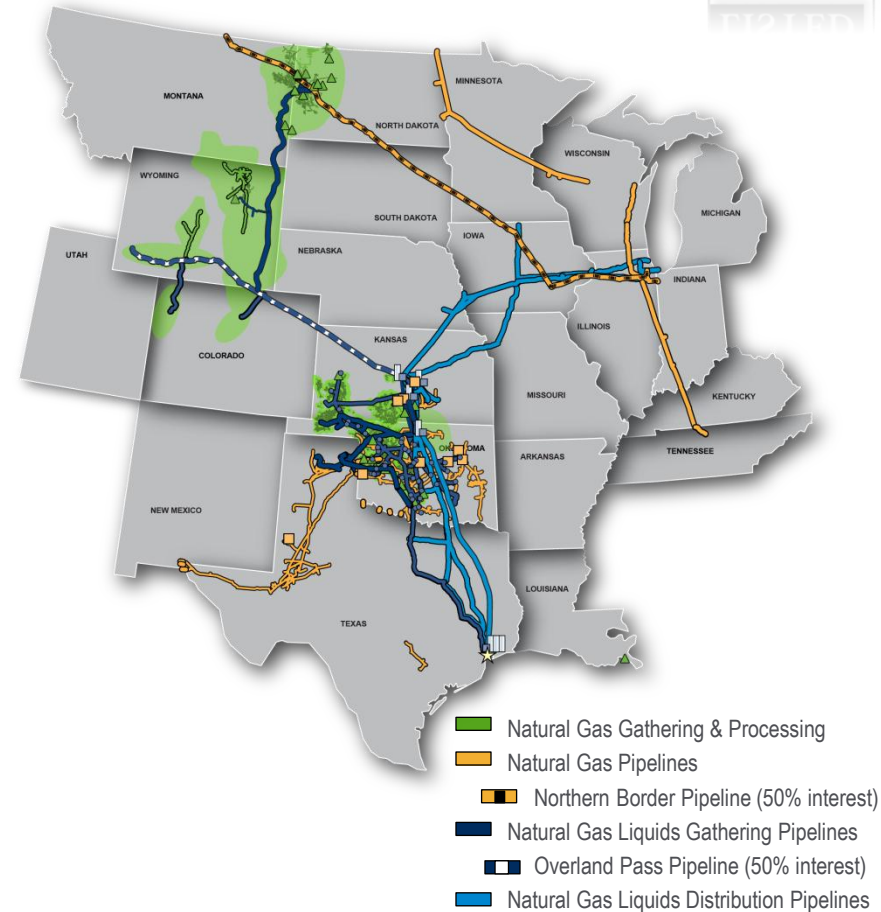 MINNESOTA
MONTANA
NORTH DAKOTA
WISCONSIN
WYOMING
MICHIGAN
SOUTH DAKOTA
IOWA
NEBRASKA
UTAH
INDIANA
ILLINOIS
KANSAS
COLORADO
MISSOURI
KENTUCKY
TENNESSEE
ARKANSAS
NEW MEXICO
LOUISIANA
TEXAS
Natural Gas Gathering & Processing
Natural Gas Pipelines
Northern Border Pipeline (50% interest)
Natural Gas Liquids Gathering Pipelines
Overland Pass Pipeline (50% interest)
Natural Gas Liquids Distribution Pipelines